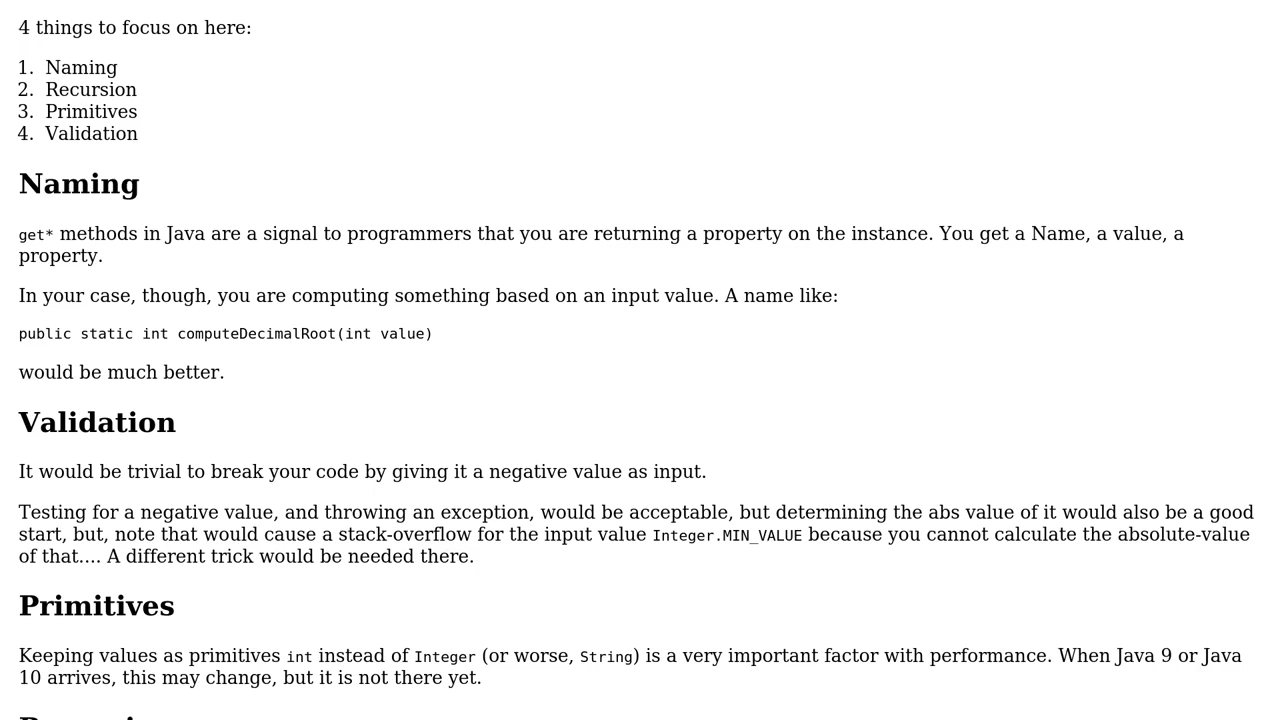 4 things to focus on here:
1. Naming
2. Recursion
3. Primitives
4. Validation
Naming
get* methods in Java are a signal to programmers that you are returning a property on the instance. You get a Name, a value, a
property.
In your case, though, you are computing something based on an input value. A name like:
public static int computeDecimalRoot(int value)
would be much better.
Validation
It would be trivial to break your code by giving it a negative value as input.
Testing for a negative value, and throwing an exception, would be acceptable, but determining the abs value of it would also be a good
start, but, note that would cause a stack-overflow for the input value Integer.MIN_VALUE because you cannot calculate the absolute-value
of that.... A different trick would be needed there.
Primitives
Keeping values as primitives int instead of Integer (or worse, String) is a very important factor with performance. When Java 9 or Java
10 arrives, this may change, but it is not there yet.